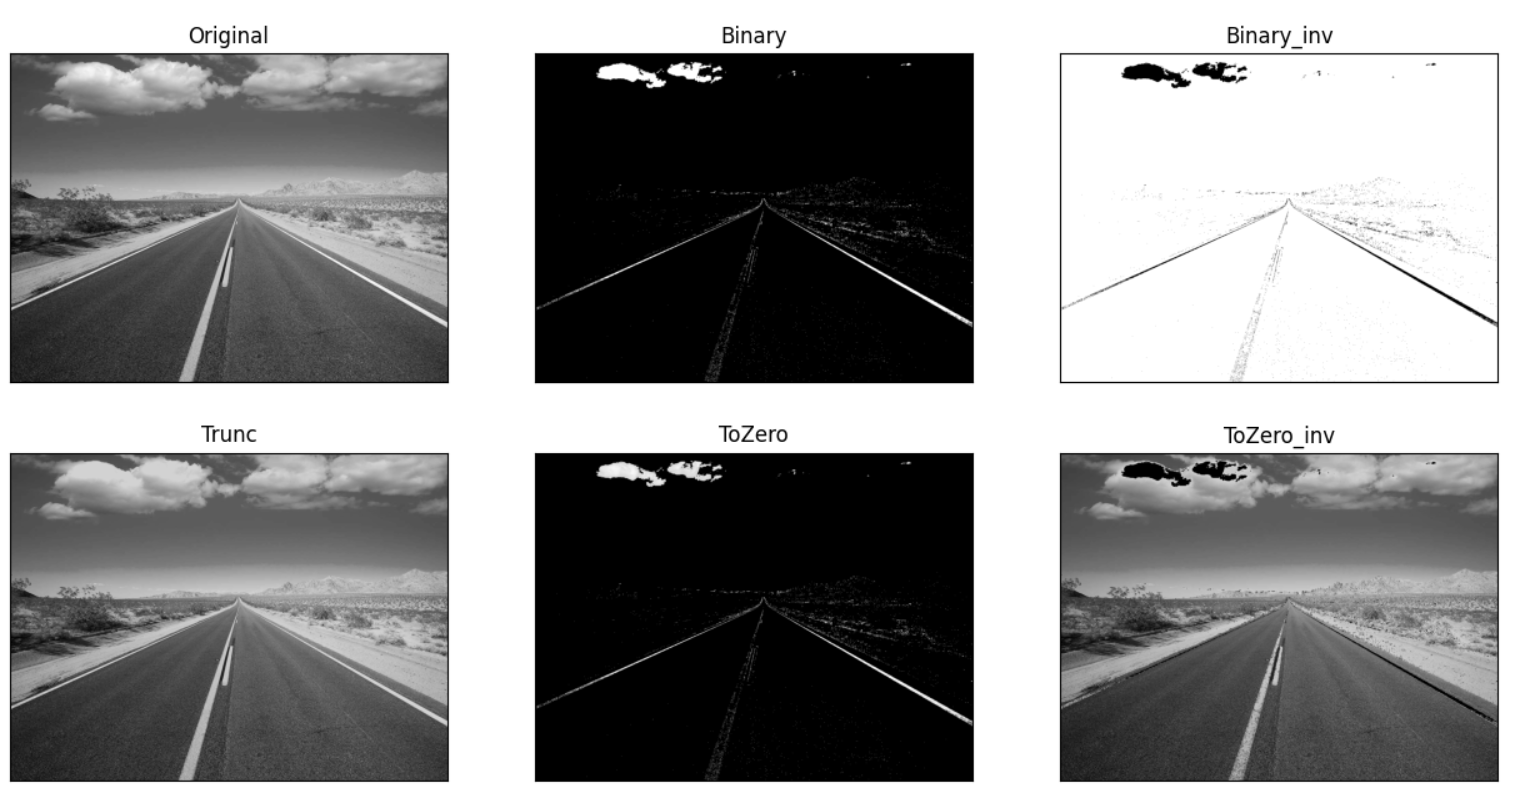 Original
Binary
Binary_inv
Trunc
ToZero
ToZero_inv